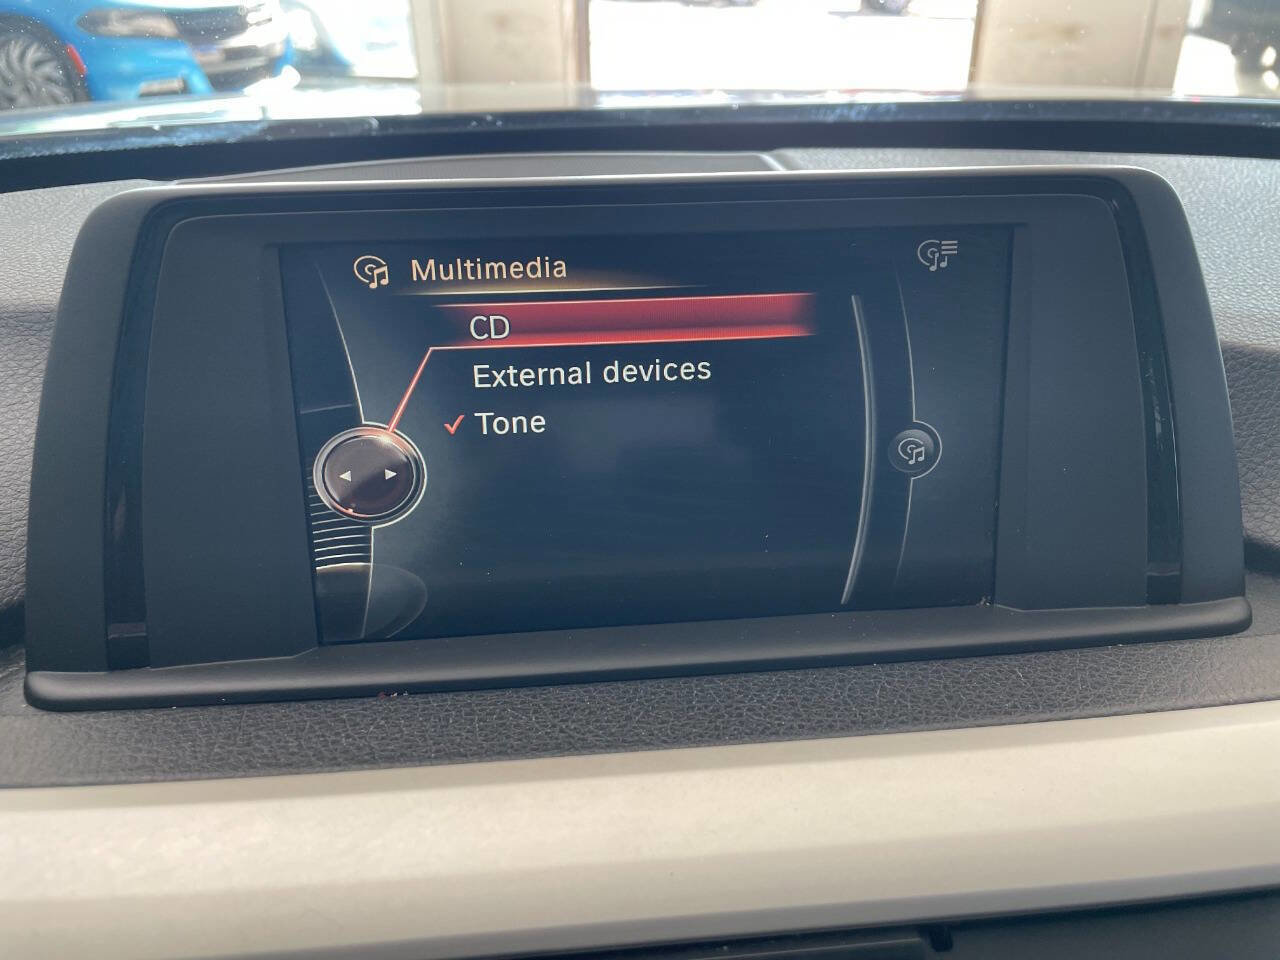 Multimedia
CD
External devices
✓ Tone